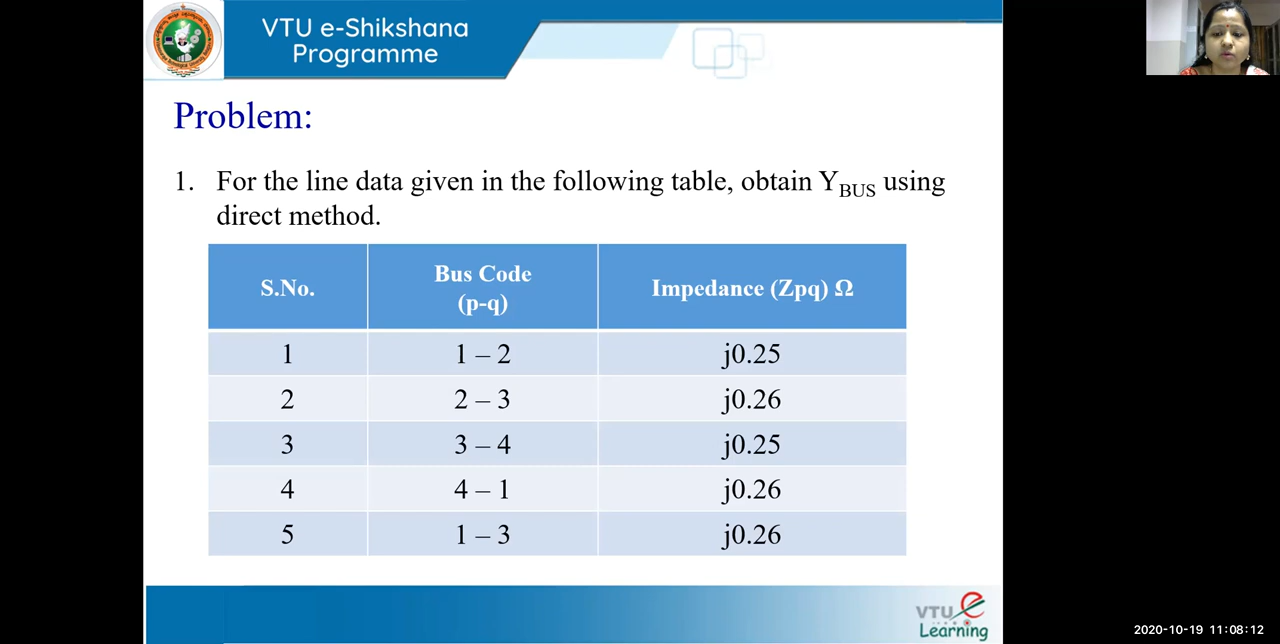 VTU e-Shikshana
Programme
Problem:
1. For the line data given in the following table, obtain Y_BUS using
direct method.
S.No. Bus Code (p-q) Impedance (Zpq) Ω
1 1 – 2 j0.25
2 2 – 3 j0.26
3 3 – 4 j0.25
4 4 – 1 j0.26
5 1 – 3 j0.26
VTU e
Learning
2020-10-19 11:08:12